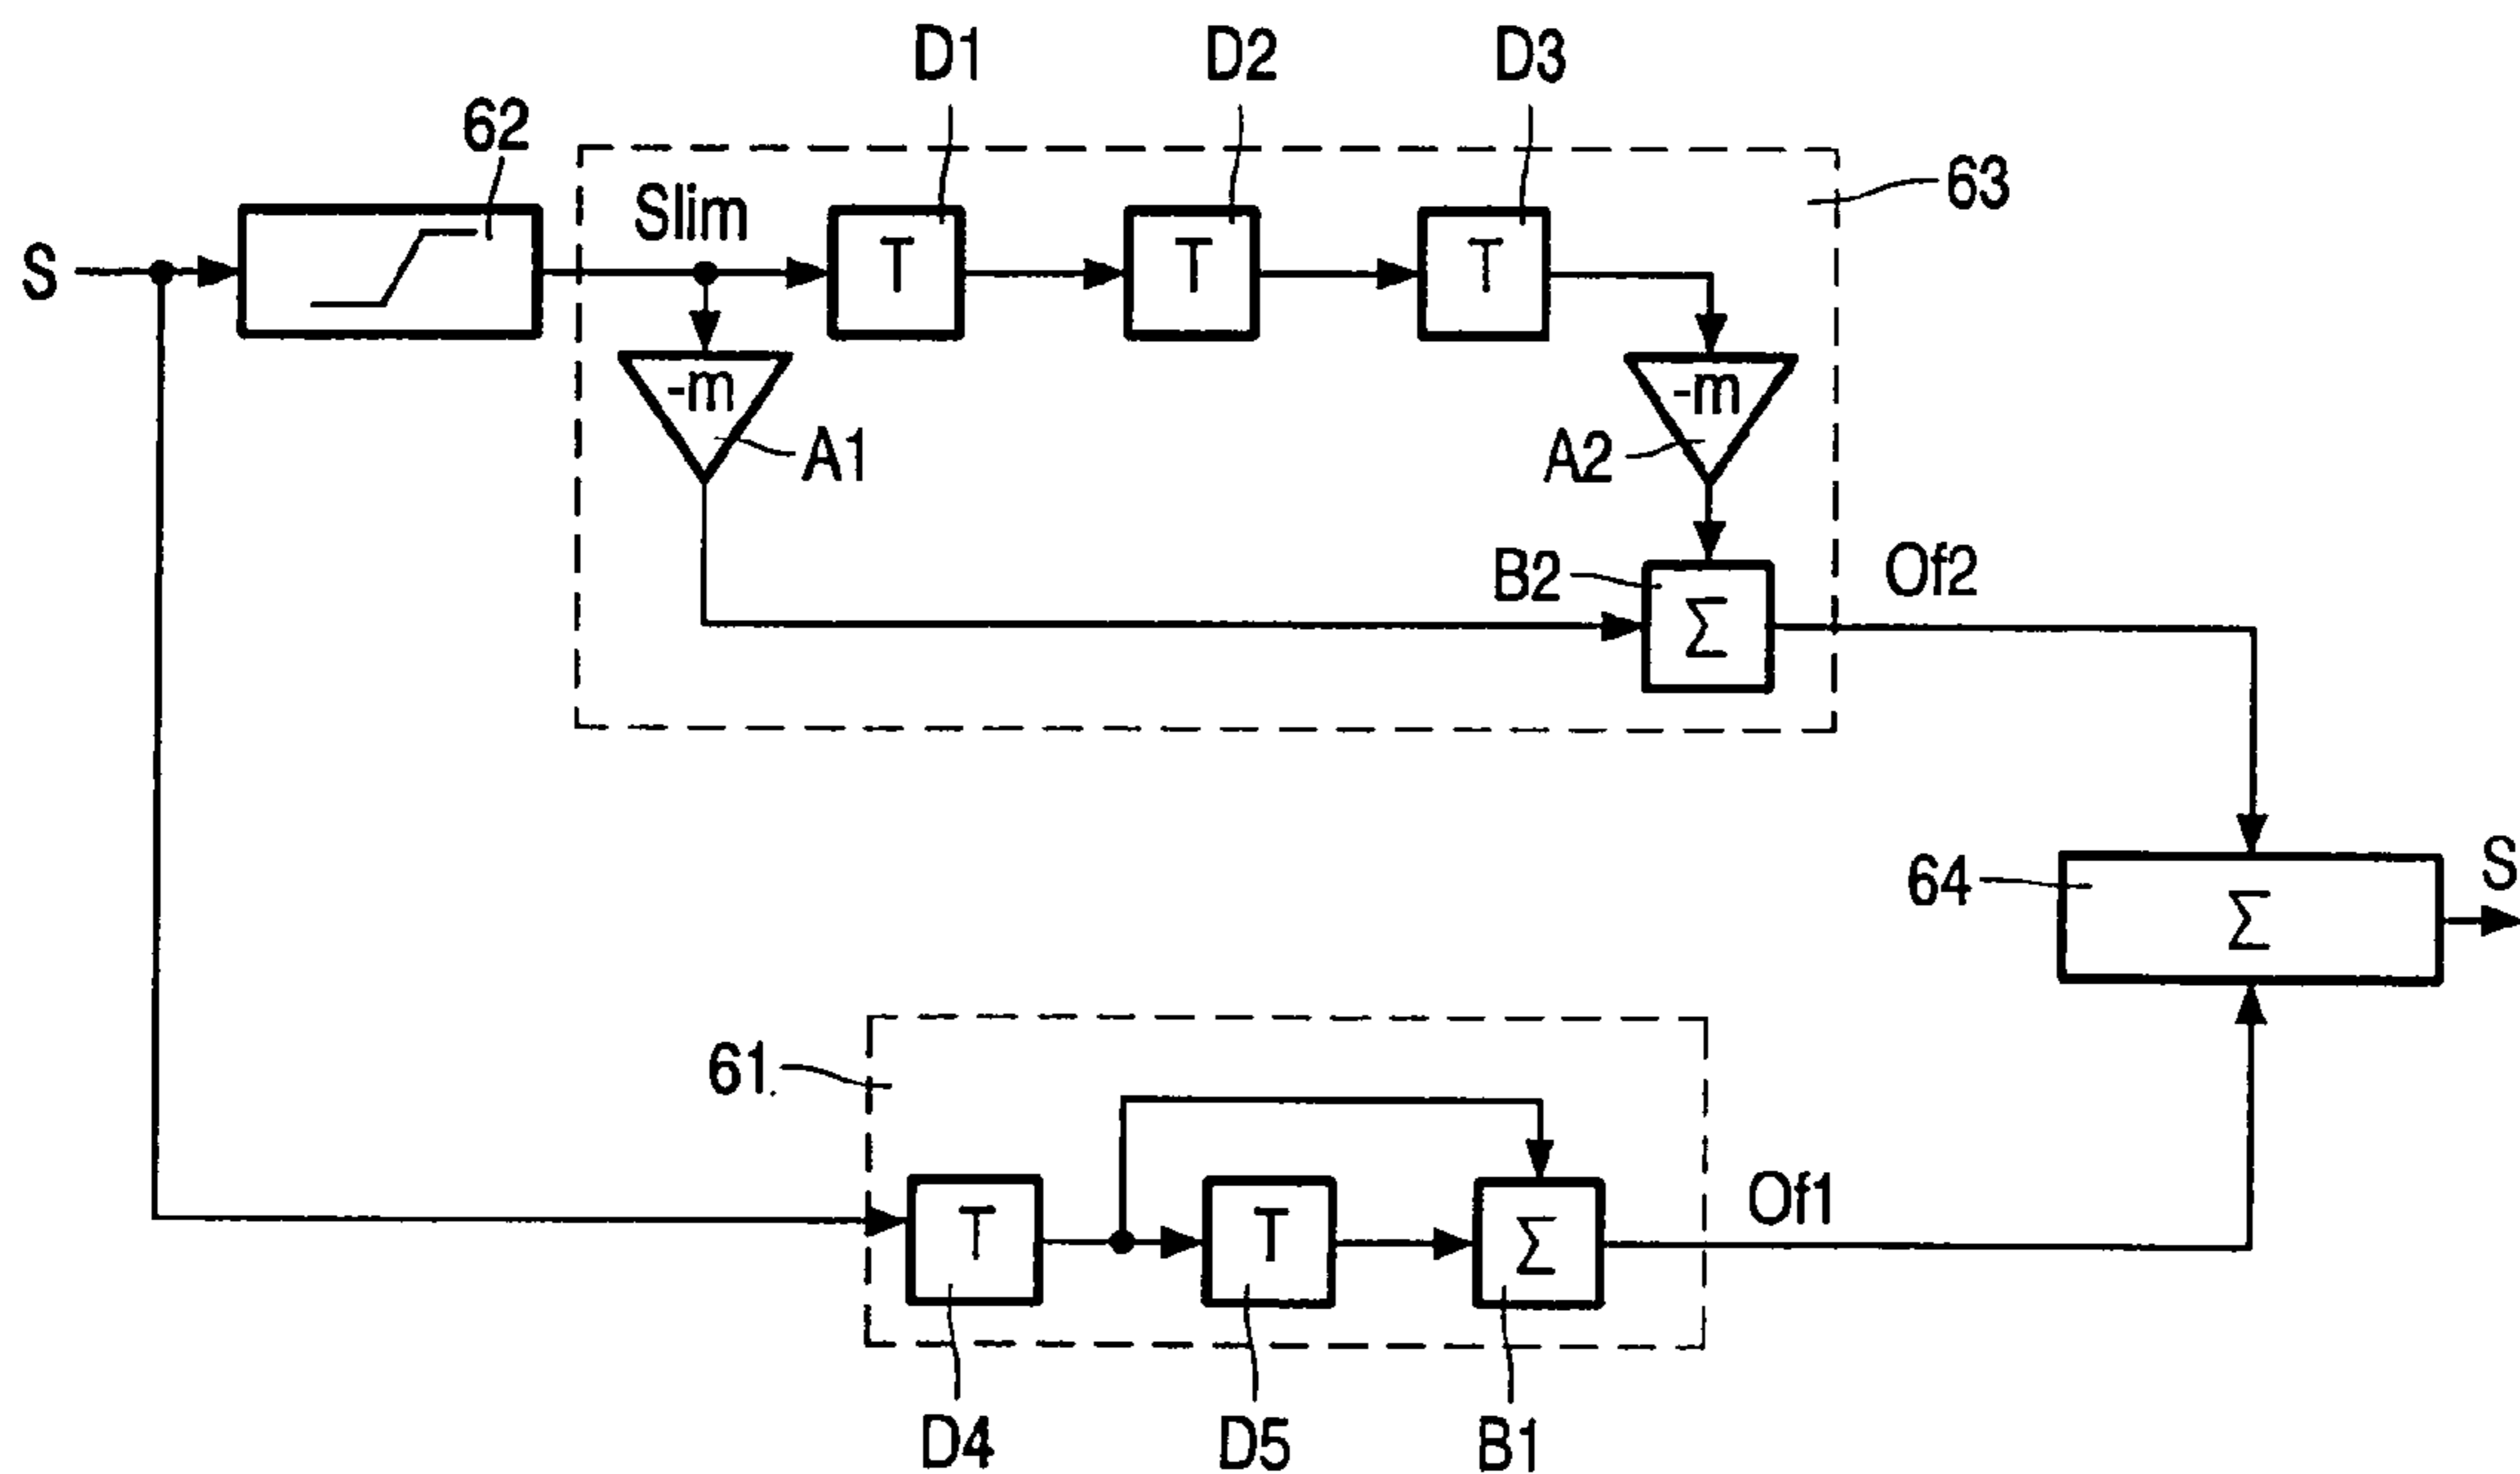 D1 D2 D3
62
63
Slim
S
T T T
-m -m
A1 A2
B2
Of2
Σ
S
64
Σ
61.
Of1
T T Σ
D4 D5 B1